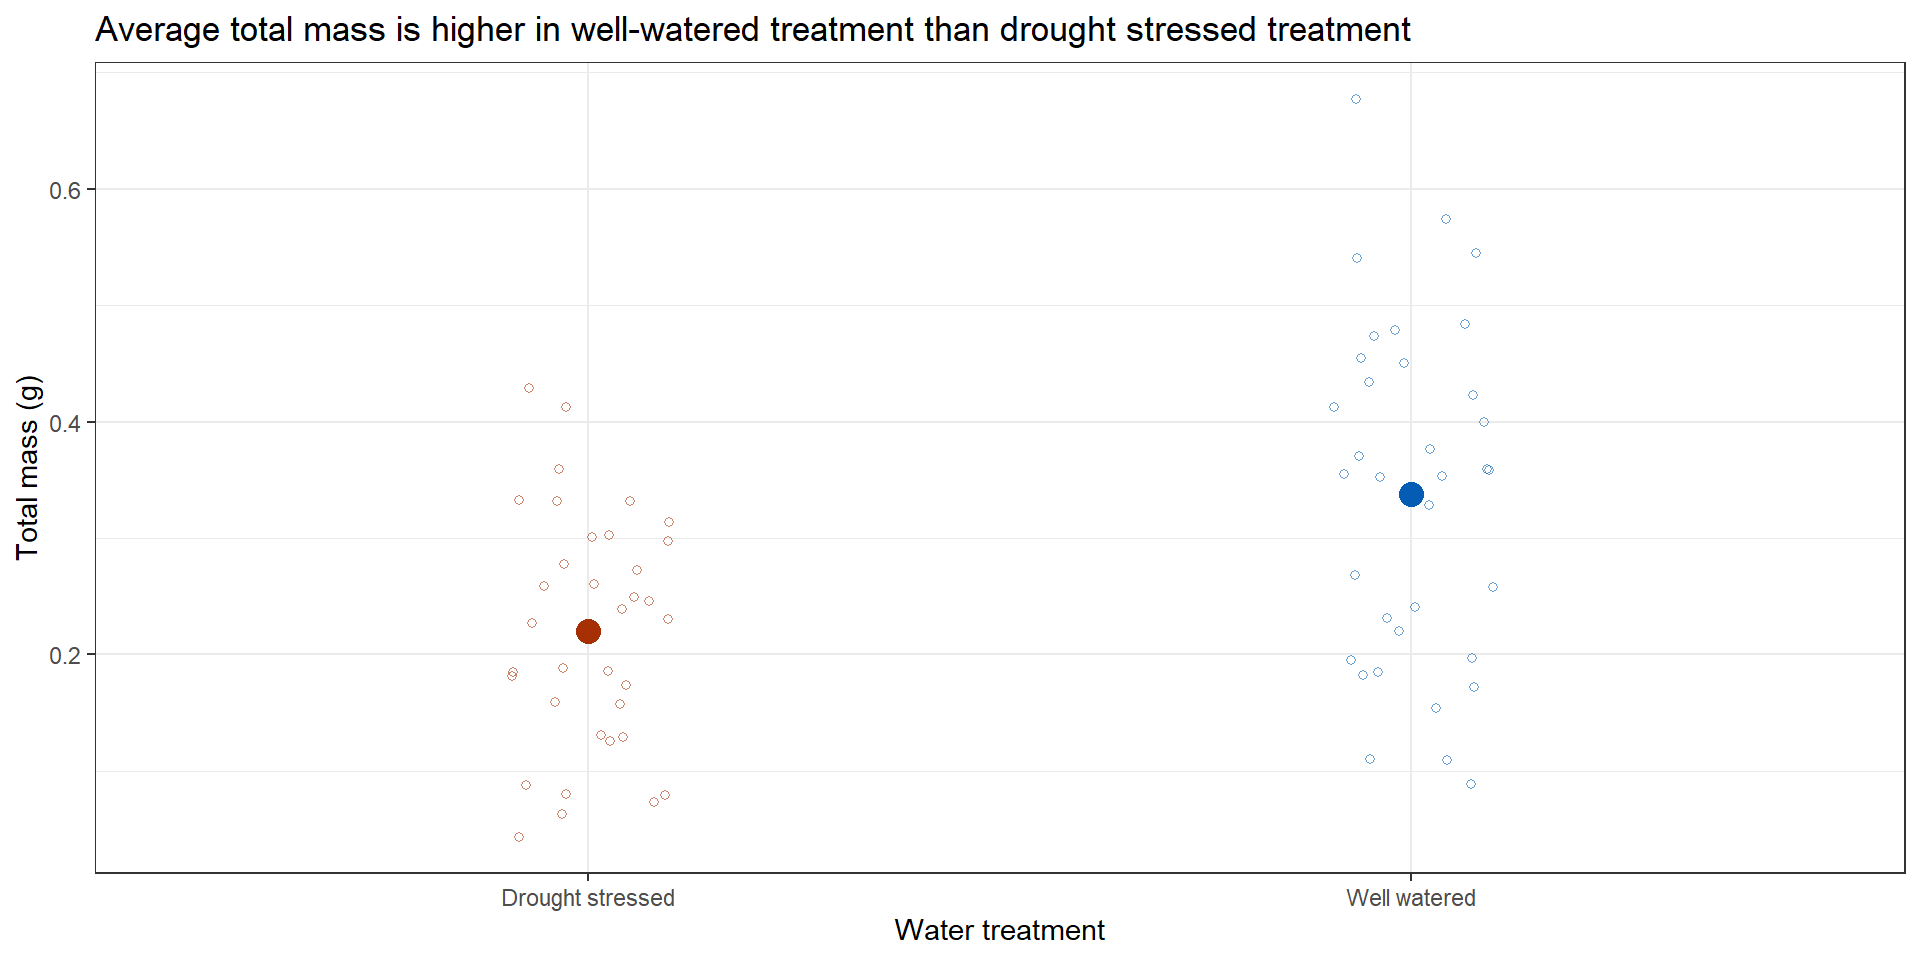 Average total mass is higher in well-watered treatment than drought stressed treatment
Total mass (g)
0.6
0.4
0.2
Drought stressed
Well watered
Water treatment